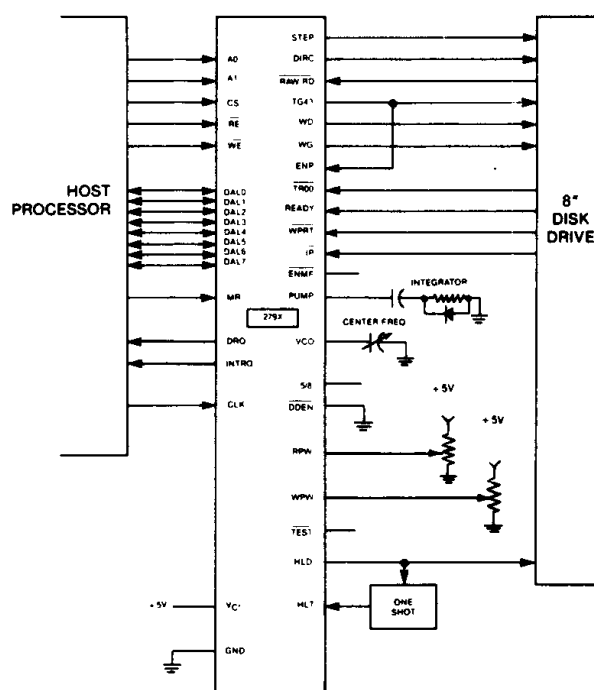 STEP
DIRC
RAW RD
TG43
WD
WG
ENP
TR00
READY
WPRT
IP
ENMF
PUMP
VCO
5/8
DDEN
RPW
WPW
TEST
HLD
HLT
A0
A1
CS
RE
WE
DAL0
DAL1
DAL2
DAL3
DAL4
DAL5
DAL6
DAL7
MR
279X
DRQ
INTRQ
CLK
GND
HOST
PROCESSOR
8"
DISK
DRIVE
INTEGRATOR
CENTER FREQ
+5V
+5V
ONE
SHOT
+5V